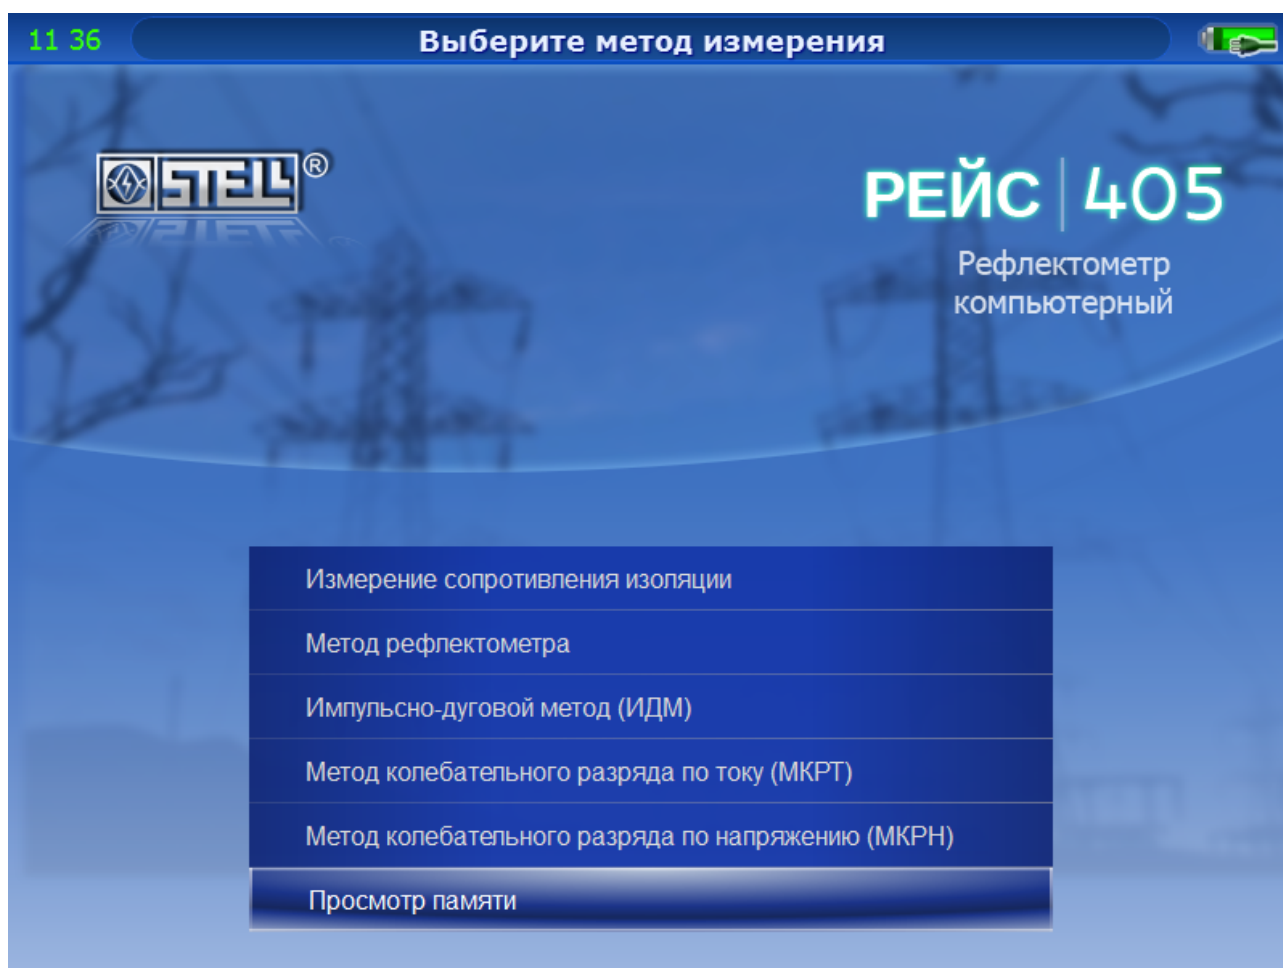 11 36
Выберите метод измерения
STELL®
РЕЙС 405
Рефлектометр
компьютерный
Измерение сопротивления изоляции
Метод рефлектометра
Импульсно-дуговой метод (ИДМ)
Метод колебательного разряда по току (МКРТ)
Метод колебательного разряда по напряжению (МКРН)
Просмотр памяти